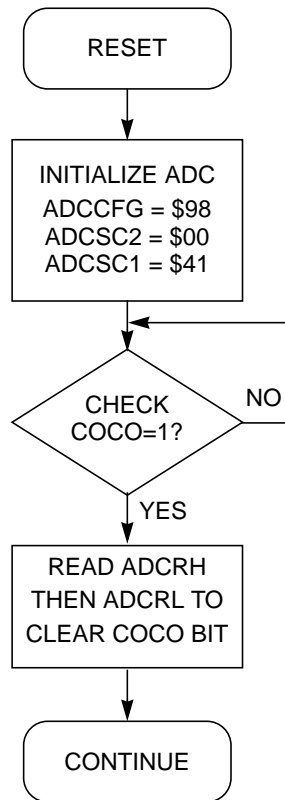 RESET
INITIALIZE ADC
ADCCFG = $98
ADCSC2 = $00
ADCSC1 = $41
CHECK
COCO=1?
NO
YES
READ ADCRH
THEN ADCRL TO
CLEAR COCO BIT
CONTINUE